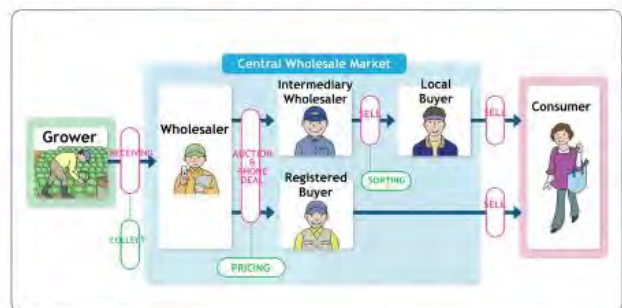 Central Wholesale Market
Grower
RECEIVING
COLLECT
Wholesaler
AUCTION
&
PHONE
DEAL
PRICING
Intermediary
Wholesaler
SELL
SORTING
Local
Buyer
SELL
Registered
Buyer
SELL
Consumer